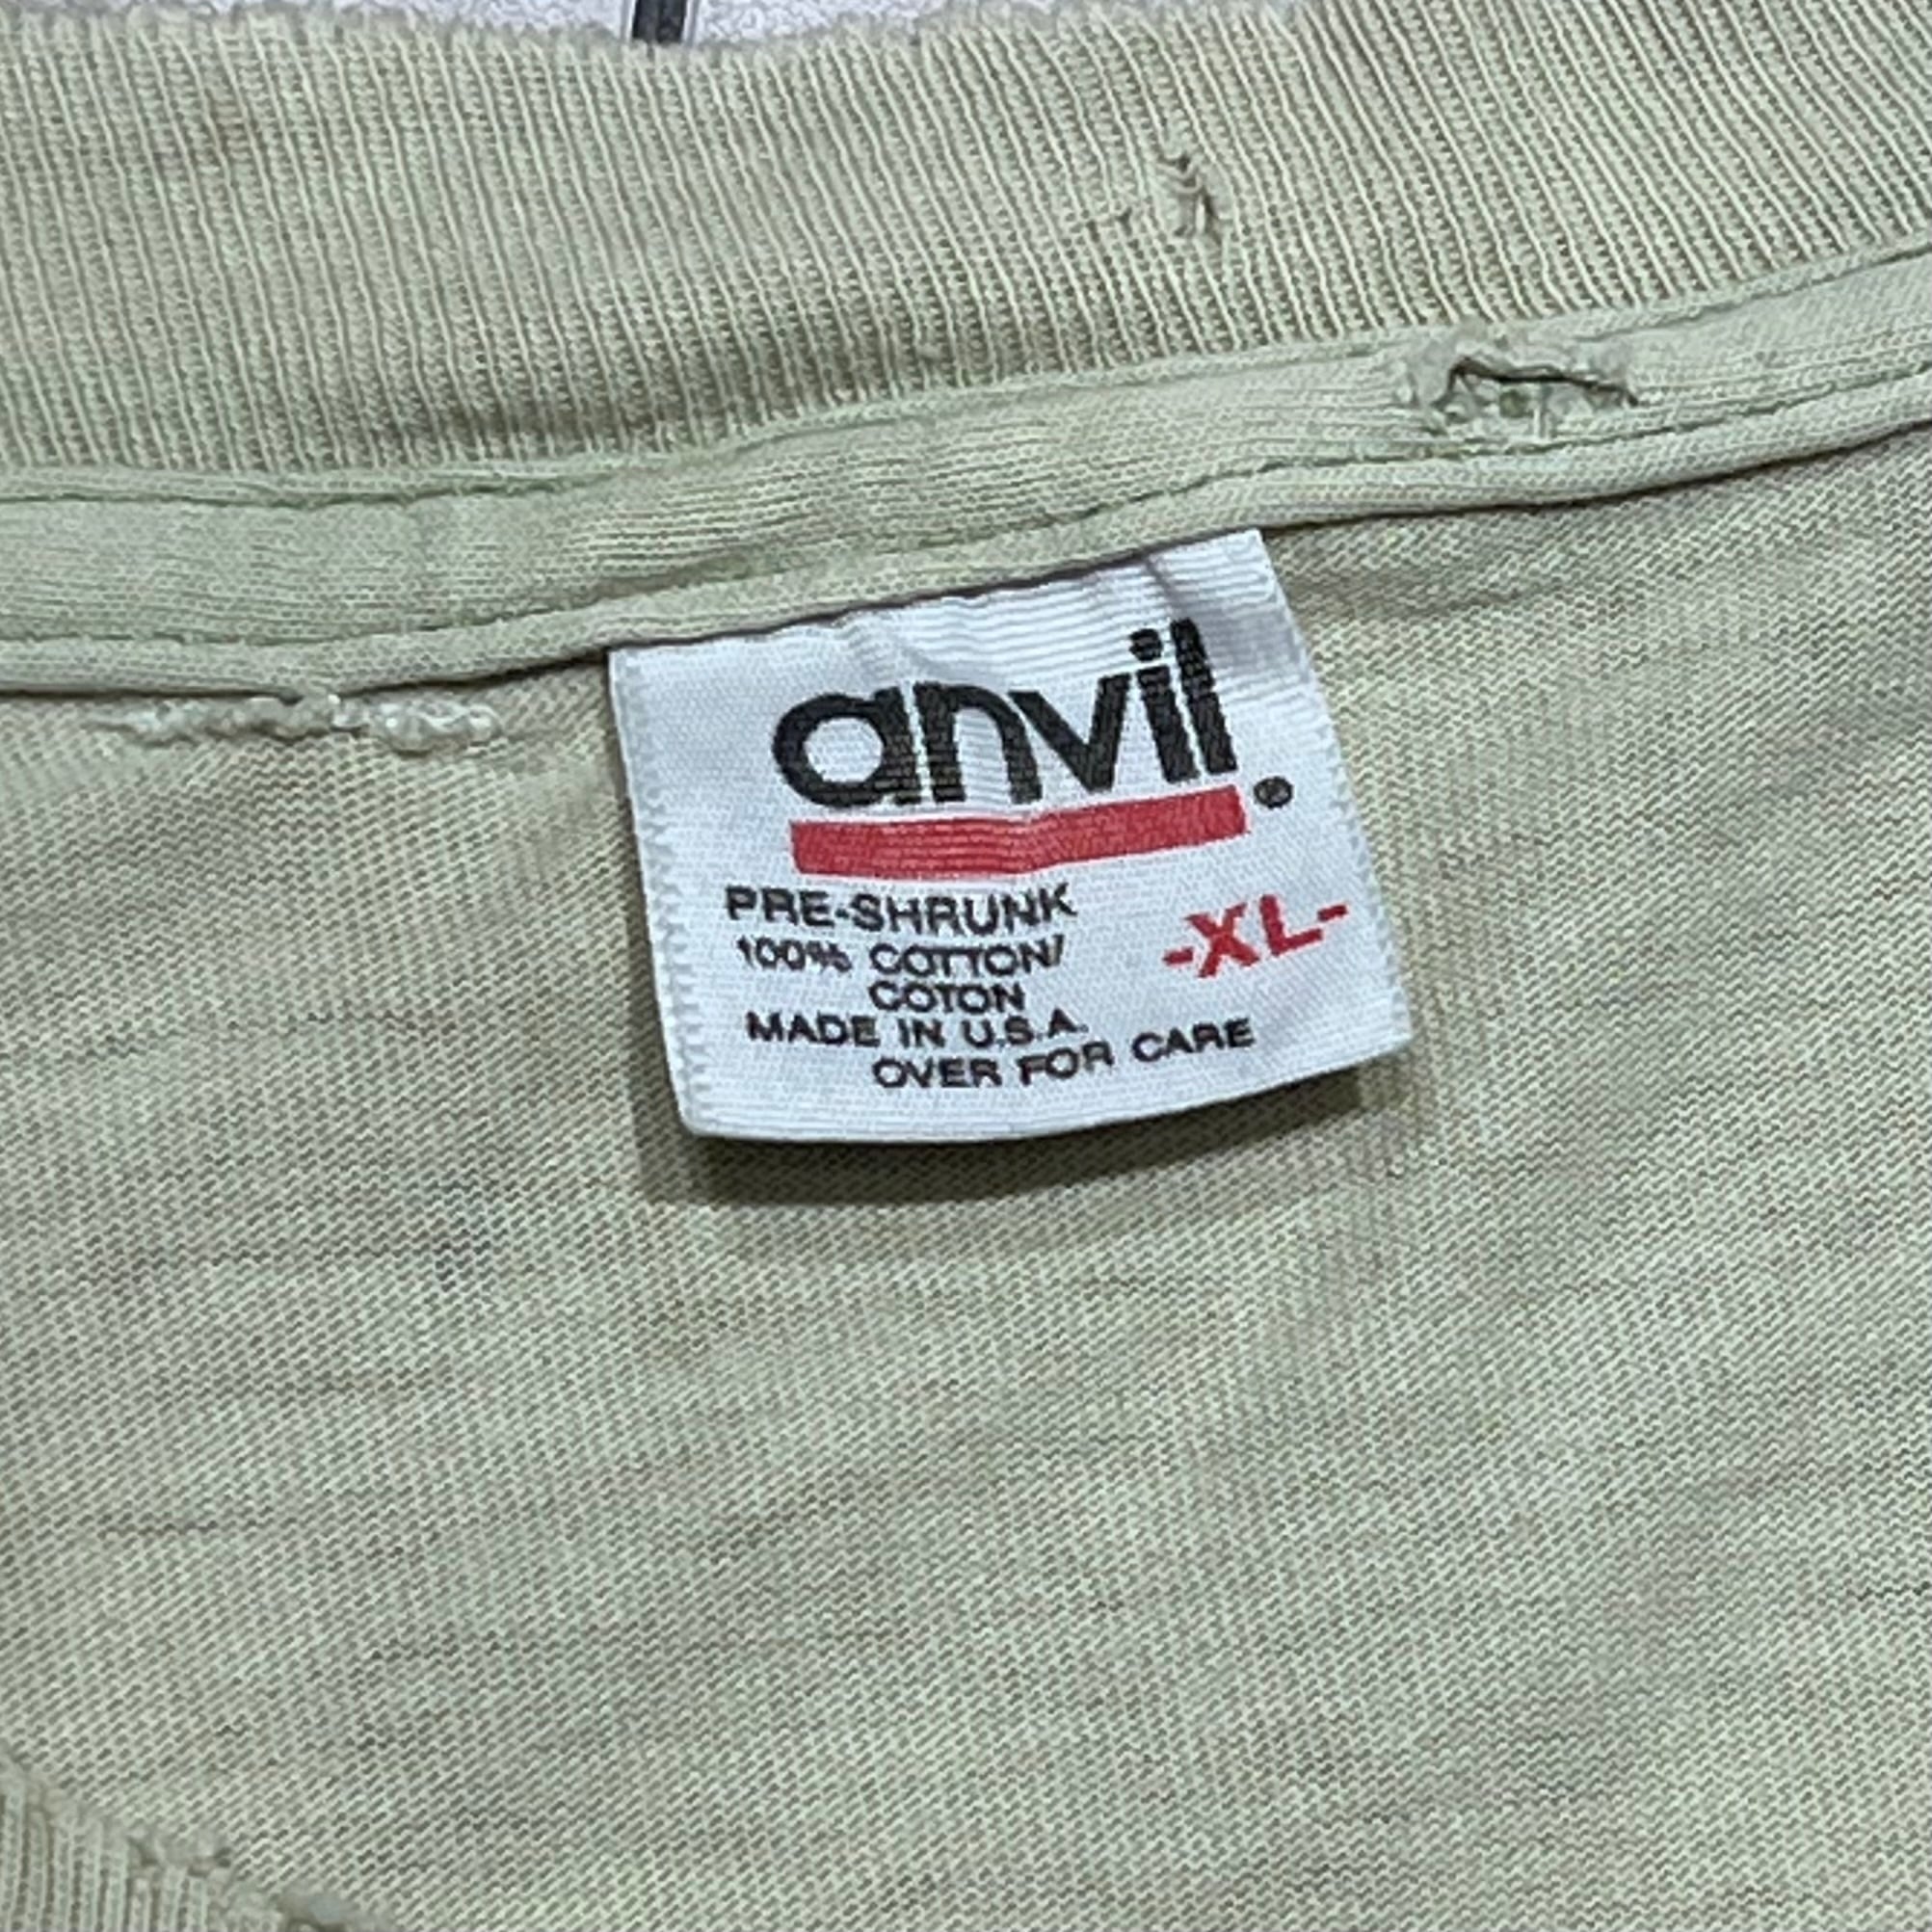 anvil®
PRE-SHRUNK
100% COTTON/
COTON
-XL-
MADE IN U.S.A.
OVER FOR CARE